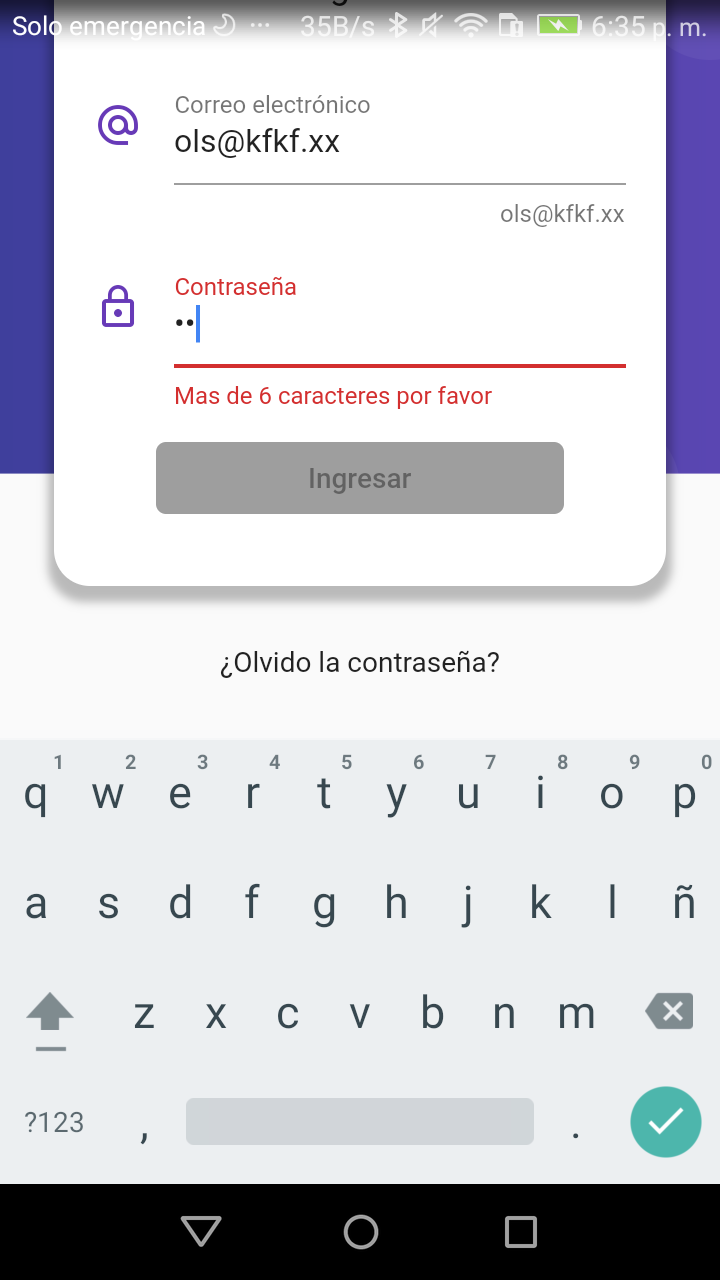 Solo emergencia ... 35B/s 6:35 p. m.
Correo electrónico
ols@kfkf.xx
ols@kfkf.xx
Contraseña
••
Mas de 6 caracteres por favor
Ingresar
¿Olvido la contraseña?
1 2 3 4 5 6 7 8 9 0
q w e r t y u i o p
a s d f g h j k l ñ
z x c v b n m
?123 , .